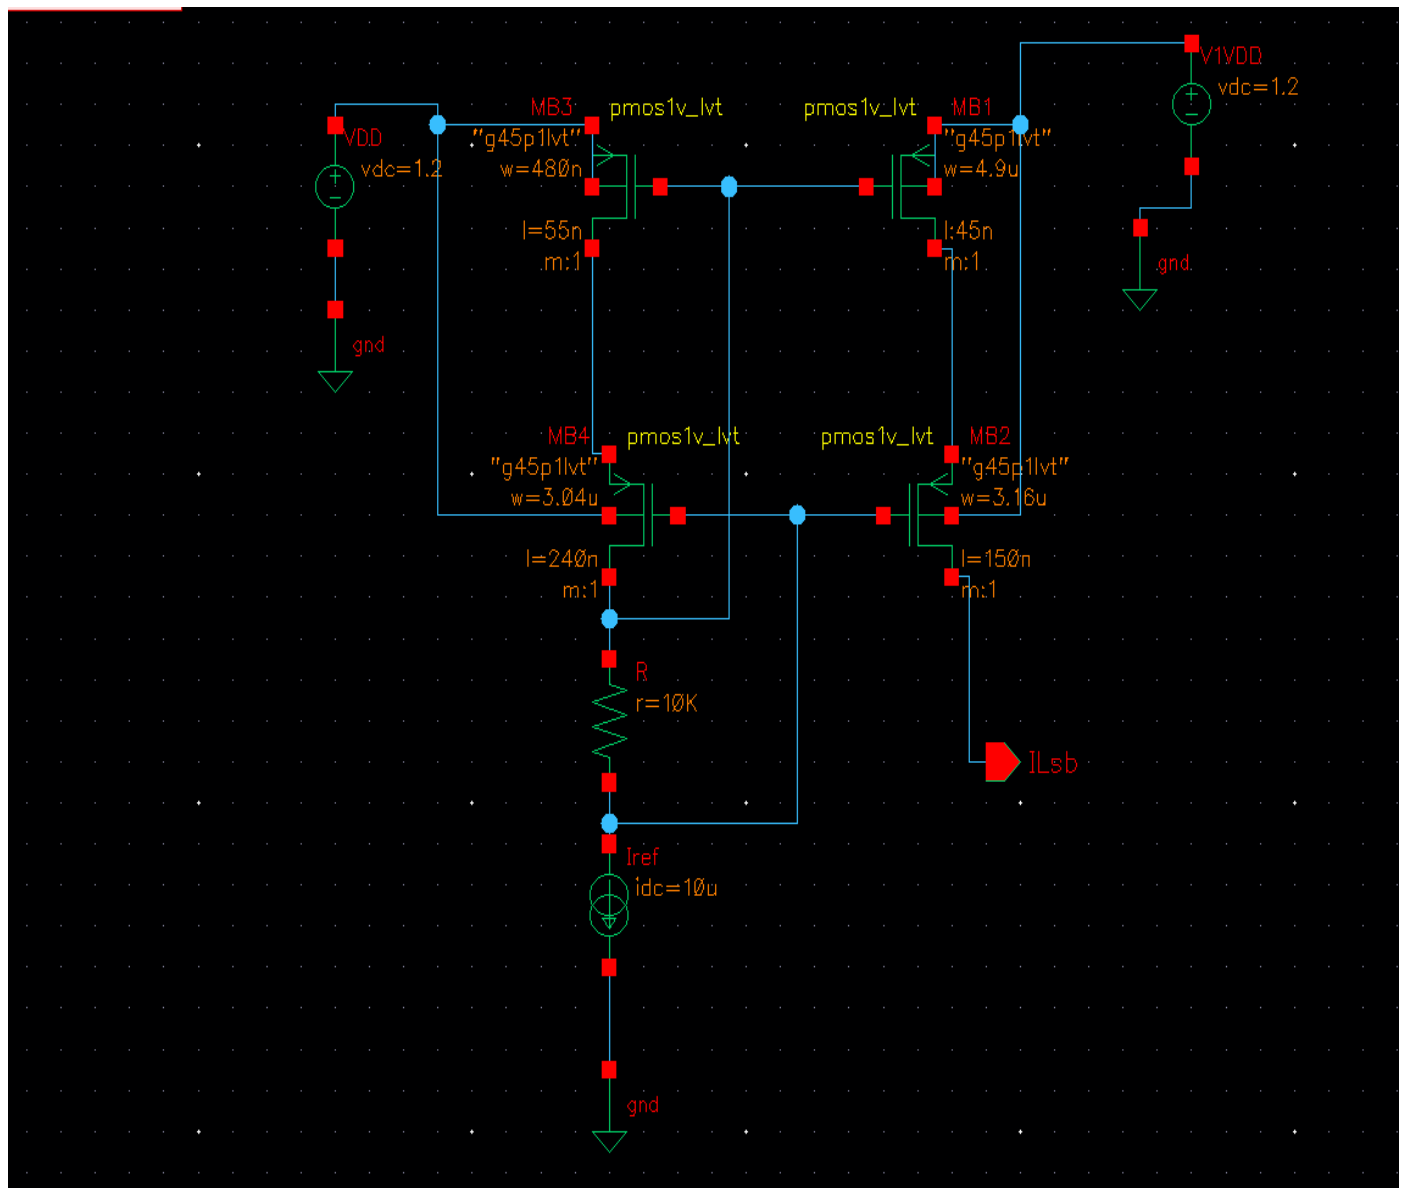 V1VDD
vdc=1.2
MB3
pmos1v_lvt
pmos1v_lvt
MB1
VDD
vdc=1.2
"g45p1lvt"
w=480n
l=55n
m:1
"g45p1lvt"
w=4.9u
l:45n
m:1
gnd
gnd
MB4
pmos1v_lvt
pmos1v_lvt
MB2
"g45p1lvt"
w=3.04u
l=240n
m:1
"g45p1lvt"
w=3.16u
l=150n
m:1
R
r=10K
ILsb
Iref
idc=10u
gnd